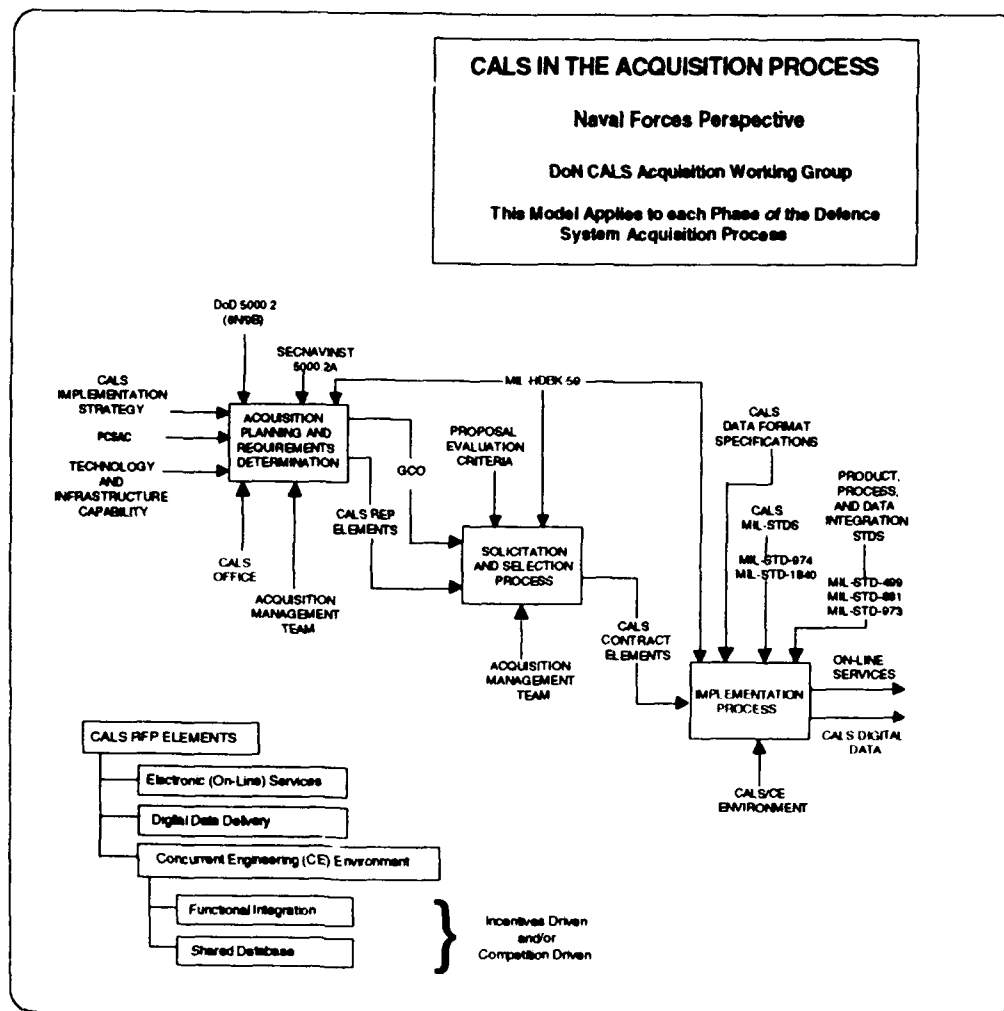 CALS IN THE ACQUISITION PROCESS
Naval Forces Perspective
DoN CALS Acquisition Working Group
This Model Applies to each Phase of the Defence
System Acquisition Process
DoD 5000 2
SECNAVINST
5000 2A
MIL-HDBK 59
CALS
IMPLEMENTATION
STRATEGY
PCSAC
TECHNOLOGY
AND
INFRASTRUCTURE
CAPABILITY
ACQUISITION
PLANNING AND
REQUIREMENTS
DETERMINATION
CALS
OFFICE
ACQUISITION
MANAGEMENT
TEAM
GCO
CALS RFP
ELEMENTS
PROPOSAL
EVALUATION
CRITERIA
SOLICITATION
AND SELECTION
PROCESS
ACQUISITION
MANAGEMENT
TEAM
CALS
CONTRACT
ELEMENTS
CALS
DATA FORMAT
SPECIFICATIONS
CALS
MIL-STDS
MIL-STD-974
MIL-STD-1840
PRODUCT,
PROCESS,
AND DATA
INTEGRATION
STDS
MIL-STD-499
MIL-STD-881
MIL-STD-973
IMPLEMENTATION
PROCESS
ON-LINE
SERVICES
CALS DIGITAL
DATA
CALS/CE
ENVIRONMENT
CALS RFP ELEMENTS
Electronic (On-Line) Services
Digital Data Delivery
Concurrent Engineering (CE) Environment
Functional Integration
Shared Database
Incentives Driven
and/or
Competition Driven